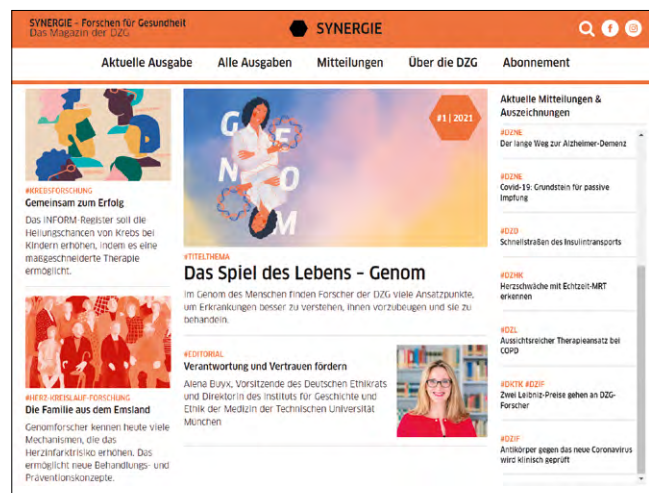 SYNERGIE – Forschen für Gesundheit
Das Magazin der DZG
SYNERGIE
Aktuelle Ausgabe
Alle Ausgaben
Mitteilungen
Über die DZG
Abonnement
#KREBSFORSCHUNG
Gemeinsam zum Erfolg
Das INFORM-Register soll die
Heilungschancen von Krebs bei
Kindern erhöhen, indem es eine
maßgeschneiderte Therapie
ermöglicht.
#HERZ-KREISLAUF-FORSCHUNG
Die Familie aus dem Emsland
Genomforscher kennen heute viele
Mechanismen, die das
Herzinfarktrisiko erhöhen. Das
ermöglicht neue Behandlungs- und
Präventionskonzepte.
GENOM
#1 | 2021
#TITELTHEMA
Das Spiel des Lebens – Genom
Im Genom des Menschen finden Forscher der DZG viele Ansatzpunkte,
um Erkrankungen besser zu verstehen, ihnen vorzubeugen und sie zu
behandeln.
#EDITORIAL
Verantwortung und Vertrauen fördern
Alena Buyx, Vorsitzende des Deutschen Ethikrats
und Direktorin des Instituts für Geschichte und
Ethik der Medizin der Technischen Universität
München
Aktuelle Mitteilungen &
Auszeichnungen
#DZNE
Der lange Weg zur Alzheimer-Demenz
#DZNE
Covid-19: Grundstein für passive
Impfung
#DZD
Schnellstraßen des Insulintransports
#DZHK
Herzschwäche mit Echtzeit-MRT
erkennen
#DZL
Aussichtsreicher Therapieansatz bei
COPD
#DKTK #DZIF
Zwei Leibniz-Preise gehen an DZG-
Forscher
#DZIF
Antikörper gegen das neue Coronavirus
wird klinisch geprüft